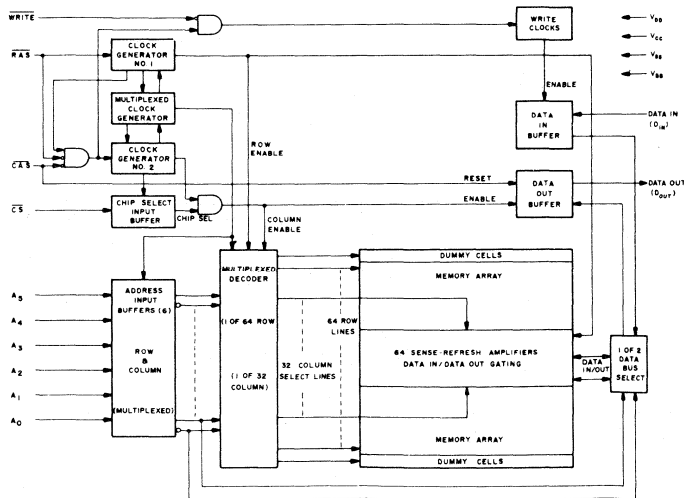 WRITE
RAS
CAS
CS
A5
A4
A3
A2
A1
A0
CLOCK
GENERATOR
NO. 1
MULTIPLEXED
CLOCK
GENERATOR
CLOCK
GENERATOR
NO. 2
CHIP SELECT
INPUT
BUFFER
CHIP SEL
ROW
ENABLE
COLUMN
ENABLE
WRITE
CLOCKS
ENABLE
VDD
VCC
VSS
VBB
DATA
IN
BUFFER
DATA IN
(DIN)
RESET
ENABLE
DATA
OUT
BUFFER
DATA OUT
(DOUT)
ADDRESS
INPUT
BUFFERS (6)
ROW
&
COLUMN
(MULTIPLEXED)
MULTIPLEXED
DECODER
(1 OF 64 ROW)
(1 OF 32
COLUMN)
64 ROW
LINES
32 COLUMN
SELECT LINES
DUMMY CELLS
MEMORY ARRAY
64 SENSE-REFRESH AMPLIFIERS
DATA IN/DATA OUT GATING
MEMORY ARRAY
DUMMY CELLS
DATA
IN/OUT
1 OF 2
DATA
BUS
SELECT